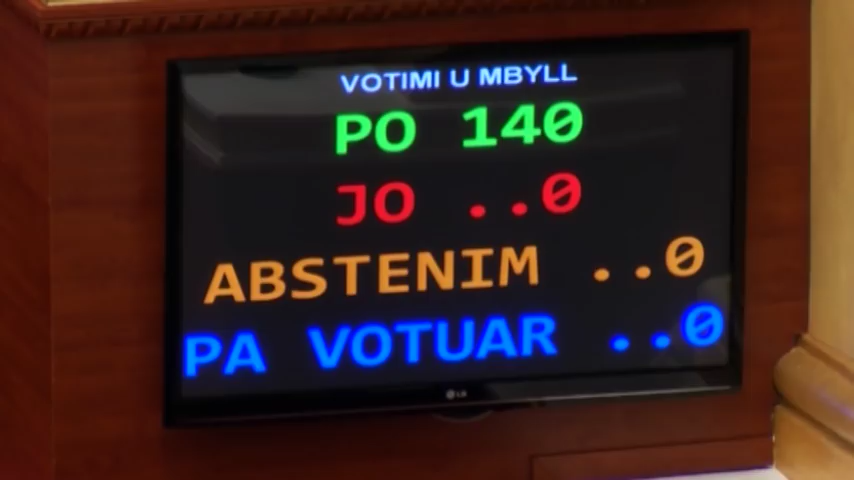 VOTIMI U MBYLL
PO 140
JO ..0
ABSTENIM ..0
PA VOTUAR ..0
LG